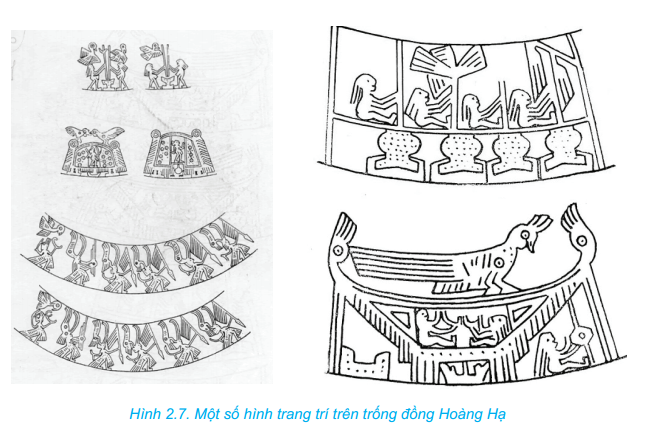 Hình 2.7. Một số hình trang trí trên trống đồng Hoàng Hạ